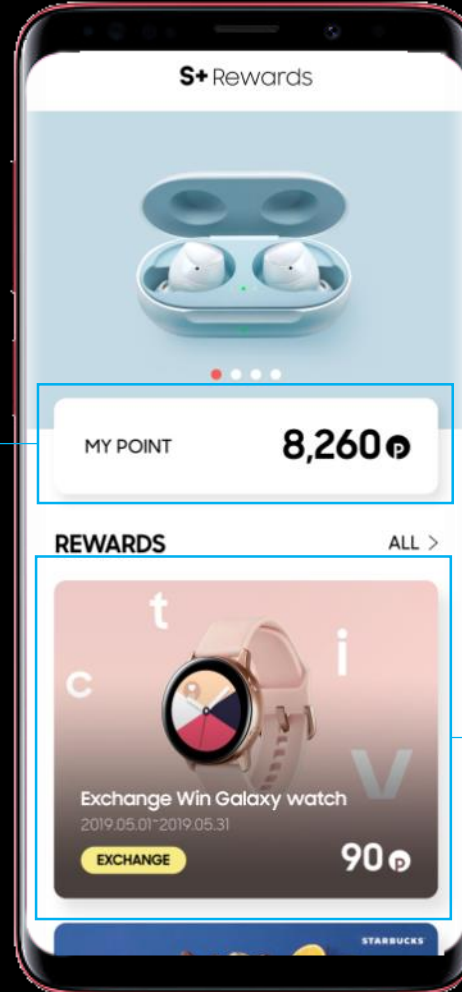 S+ Rewards
MY POINT 8,260 P
REWARDS ALL >
t
c i
v
Exchange Win Galaxy watch
2019.05.01~2019.05.31
EXCHANGE 90 P
STARBUCKS